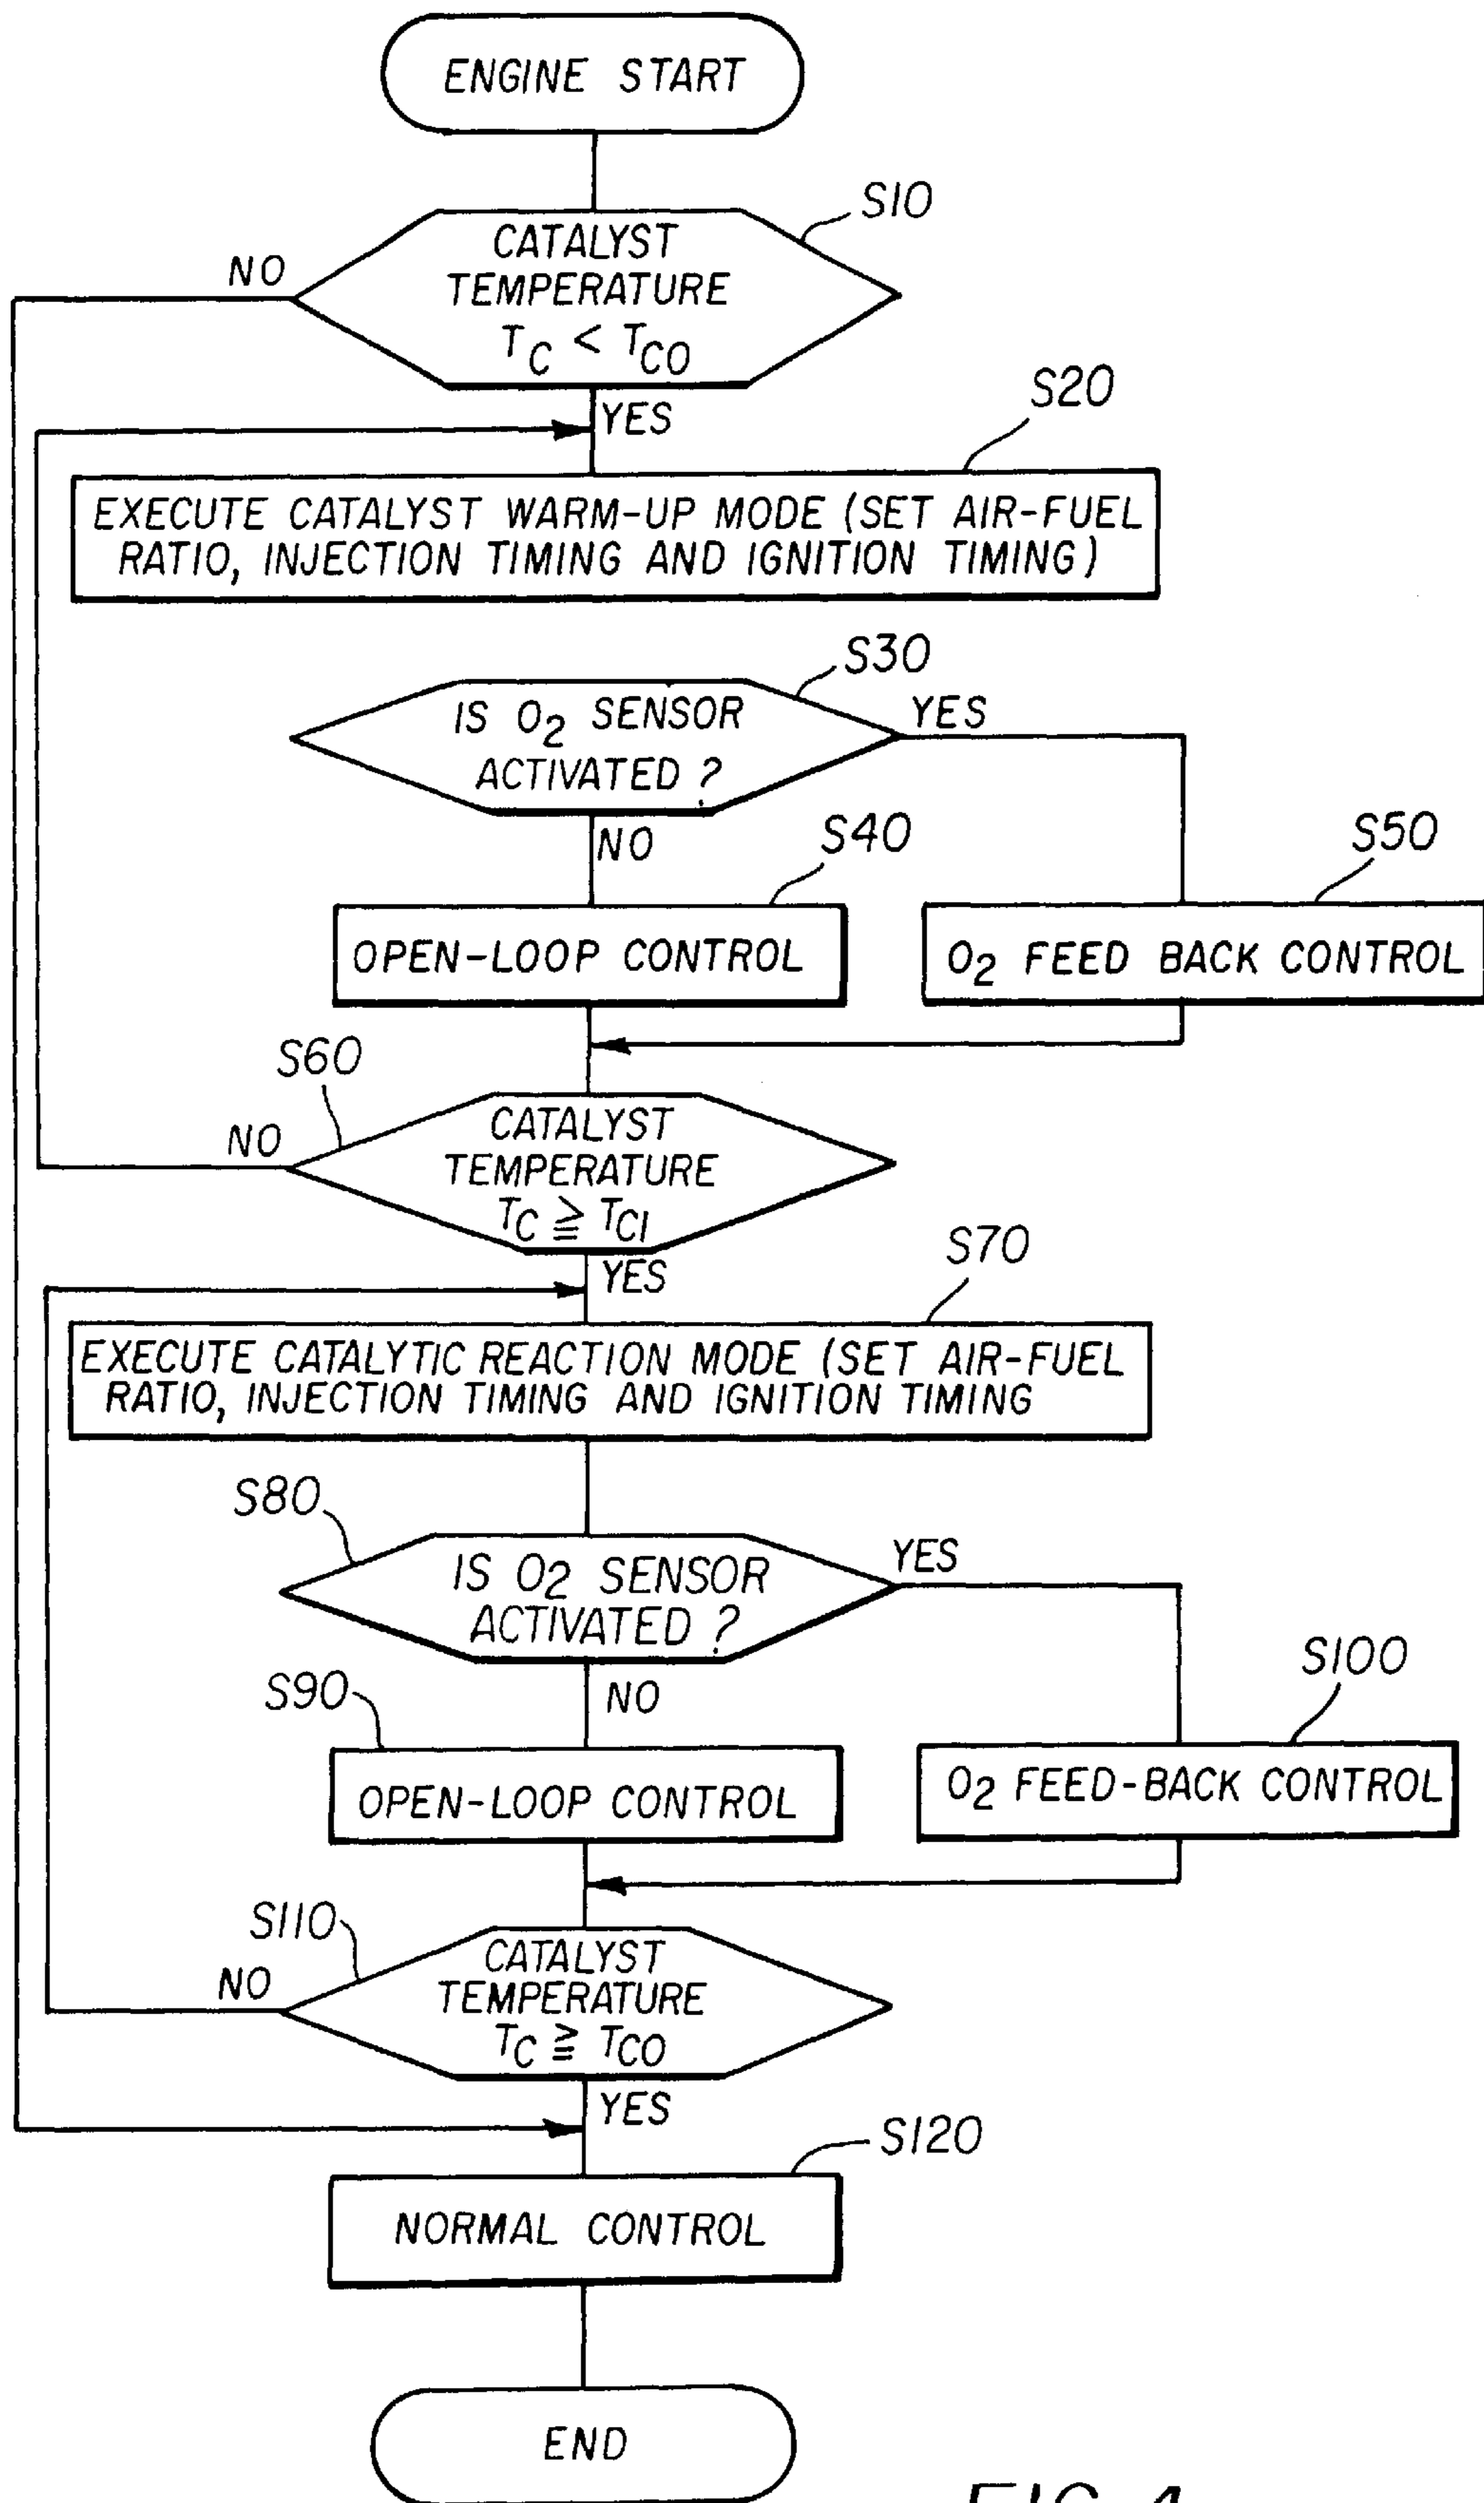 ENGINE START
S10
NO
CATALYST
TEMPERATURE
TC < TCO
YES
S20
EXECUTE CATALYST WARM-UP MODE (SET AIR-FUEL
RATIO, INJECTION TIMING AND IGNITION TIMING)
S30
IS O2 SENSOR
ACTIVATED ?
YES
NO
S40
S50
OPEN-LOOP CONTROL
O2 FEED BACK CONTROL
S60
NO
CATALYST
TEMPERATURE
TC ≧ TC1
YES
S70
EXECUTE CATALYTIC REACTION MODE (SET AIR-FUEL
RATIO, INJECTION TIMING AND IGNITION TIMING
S80
IS O2 SENSOR
ACTIVATED ?
YES
S90
NO
S100
OPEN-LOOP CONTROL
O2 FEED-BACK CONTROL
S110
NO
CATALYST
TEMPERATURE
TC ≧ TCO
YES
S120
NORMAL CONTROL
END